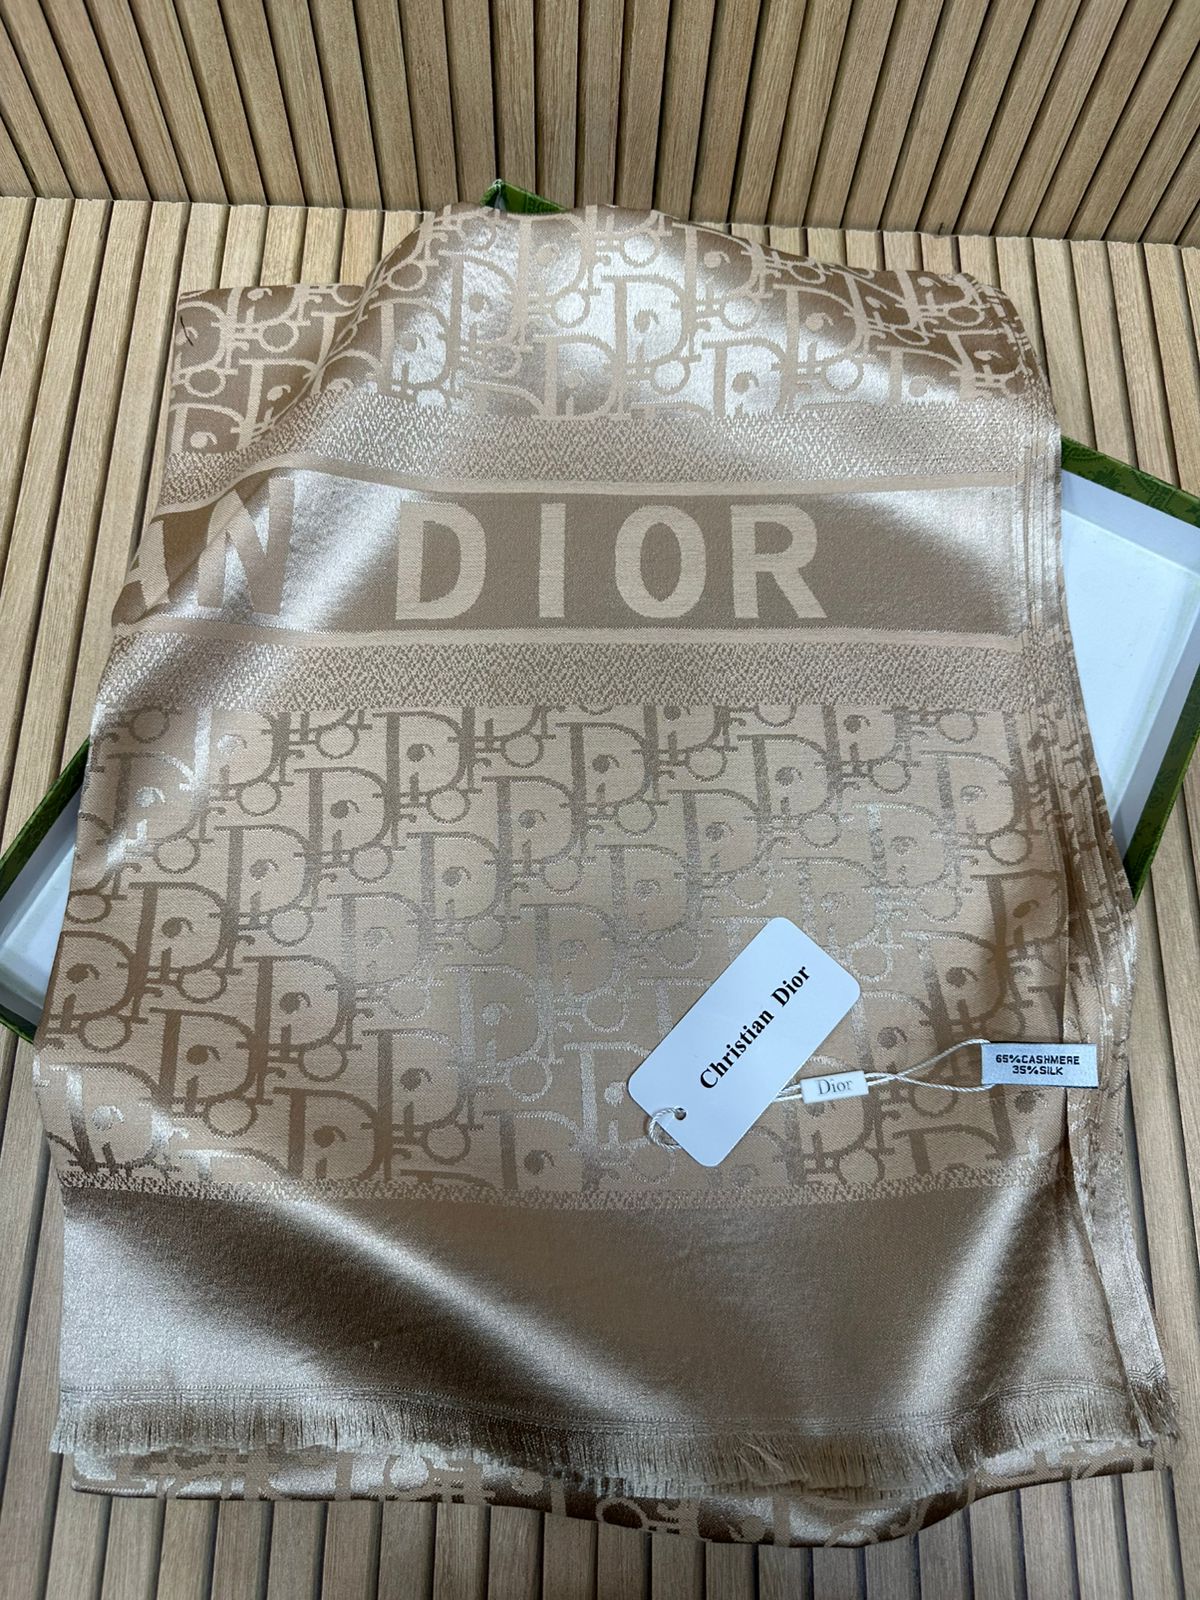 AN DIOR
Christian Dior
Dior
65%CASHMERE
35%SILK